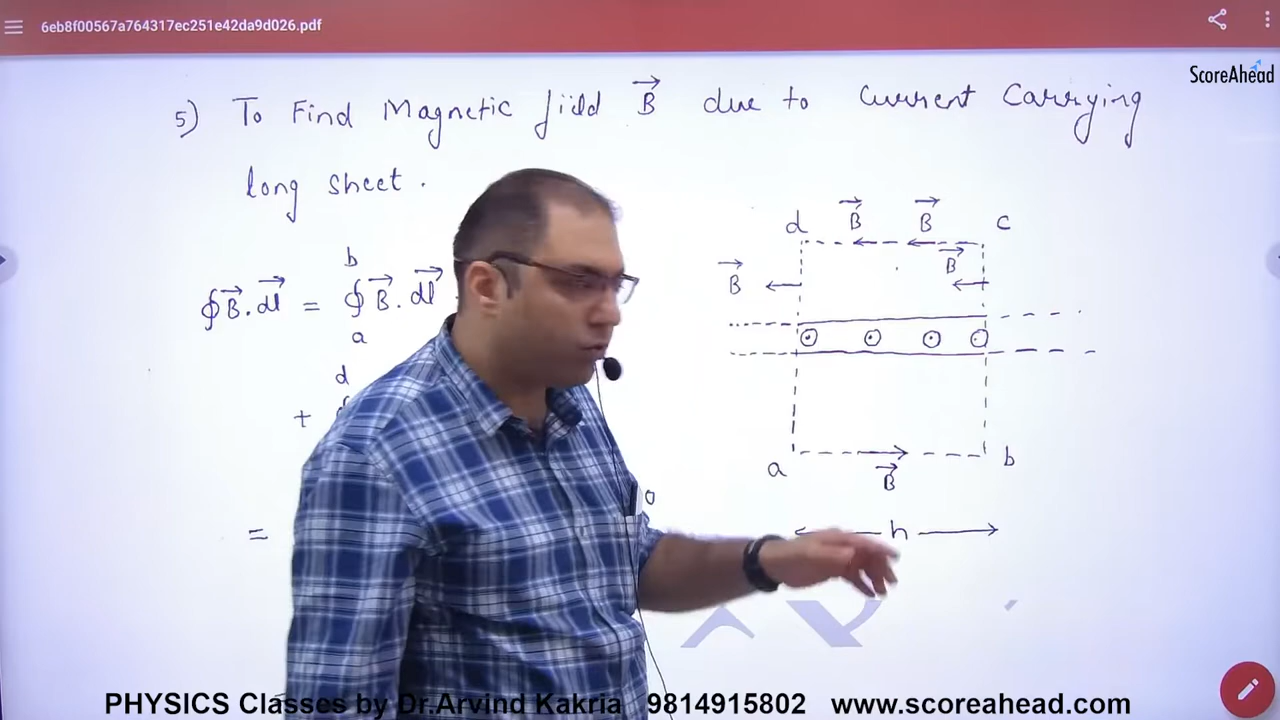 6eb8f00567a764317ec251e42da9d026.pdf
ScoreAhead
5) To Find Magnetic field B⃗ due to Current Carrying
long sheet.
d B⃗ B⃗ c
B⃗ B⃗
b
∮B⃗.dl⃗ = ∮B⃗.dl⃗
a
d
+
a B⃗ b
0
= h
PHYSICS Classes by Dr.Arvind Kakria 9814915802 www.scoreahead.com